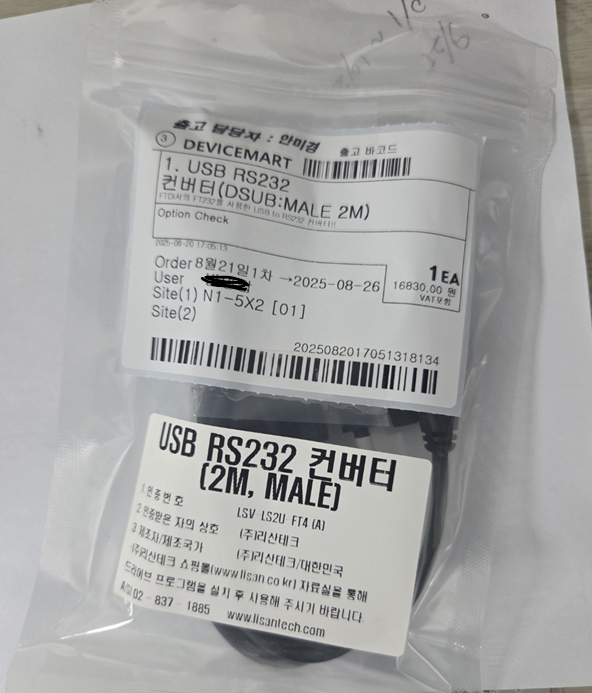 1/c
출고 담당자 : 안미경
출고 바코드
3 DEVICEMART
1. USB RS232
컨버터(DSUB:MALE 2M)
FTDI사의 FT232를 사용한 USB to RS232 컨버터!!
Option Check
2025-08-20 17:05:13
1 EA
Order 8월21일1차 →2025-08-26
16830.00 원
User
VAT포함
Site(1) N1-5X2 [01]
Site(2)
2025082017051318134
USB RS232 컨버터
(2M, MALE)
1.인증번호 LSV-LS2U-FT4 (A)
2.인증받은 자의 상호 (주)리산테크
3.제조자/제조국가 (주)리산테크/대한민국
-(주)리산테크 쇼핑몰(www.lisan.co.kr) 자료실을 통해
드라이브 프로그램을 설치 후 사용해 주시기 바랍니다.
A/S) 02 - 837 - 1885 www.lisantech.com